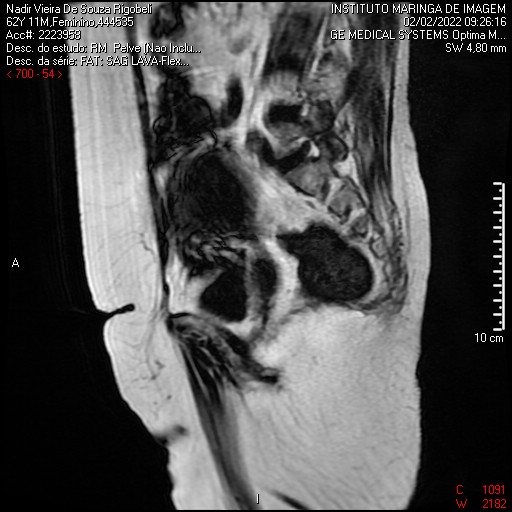 Nadir Vieira De Souza Rigobeli
62Y 11M,Feminiho,444535
Acc#: 2223953
Desc. do estudo: RM  Pelve (Nao Inclu...
Desc. da série: FAT: SAG LAVA-Flex...
< 700 - 54 >
INSTITUTO MARINGA DE IMAGEM
02/02/2022 09:26:16
GE MEDICAL SYSTEMS Optima M...
SW 4,80 mm
A
10 cm
I
C 1091
W 2182